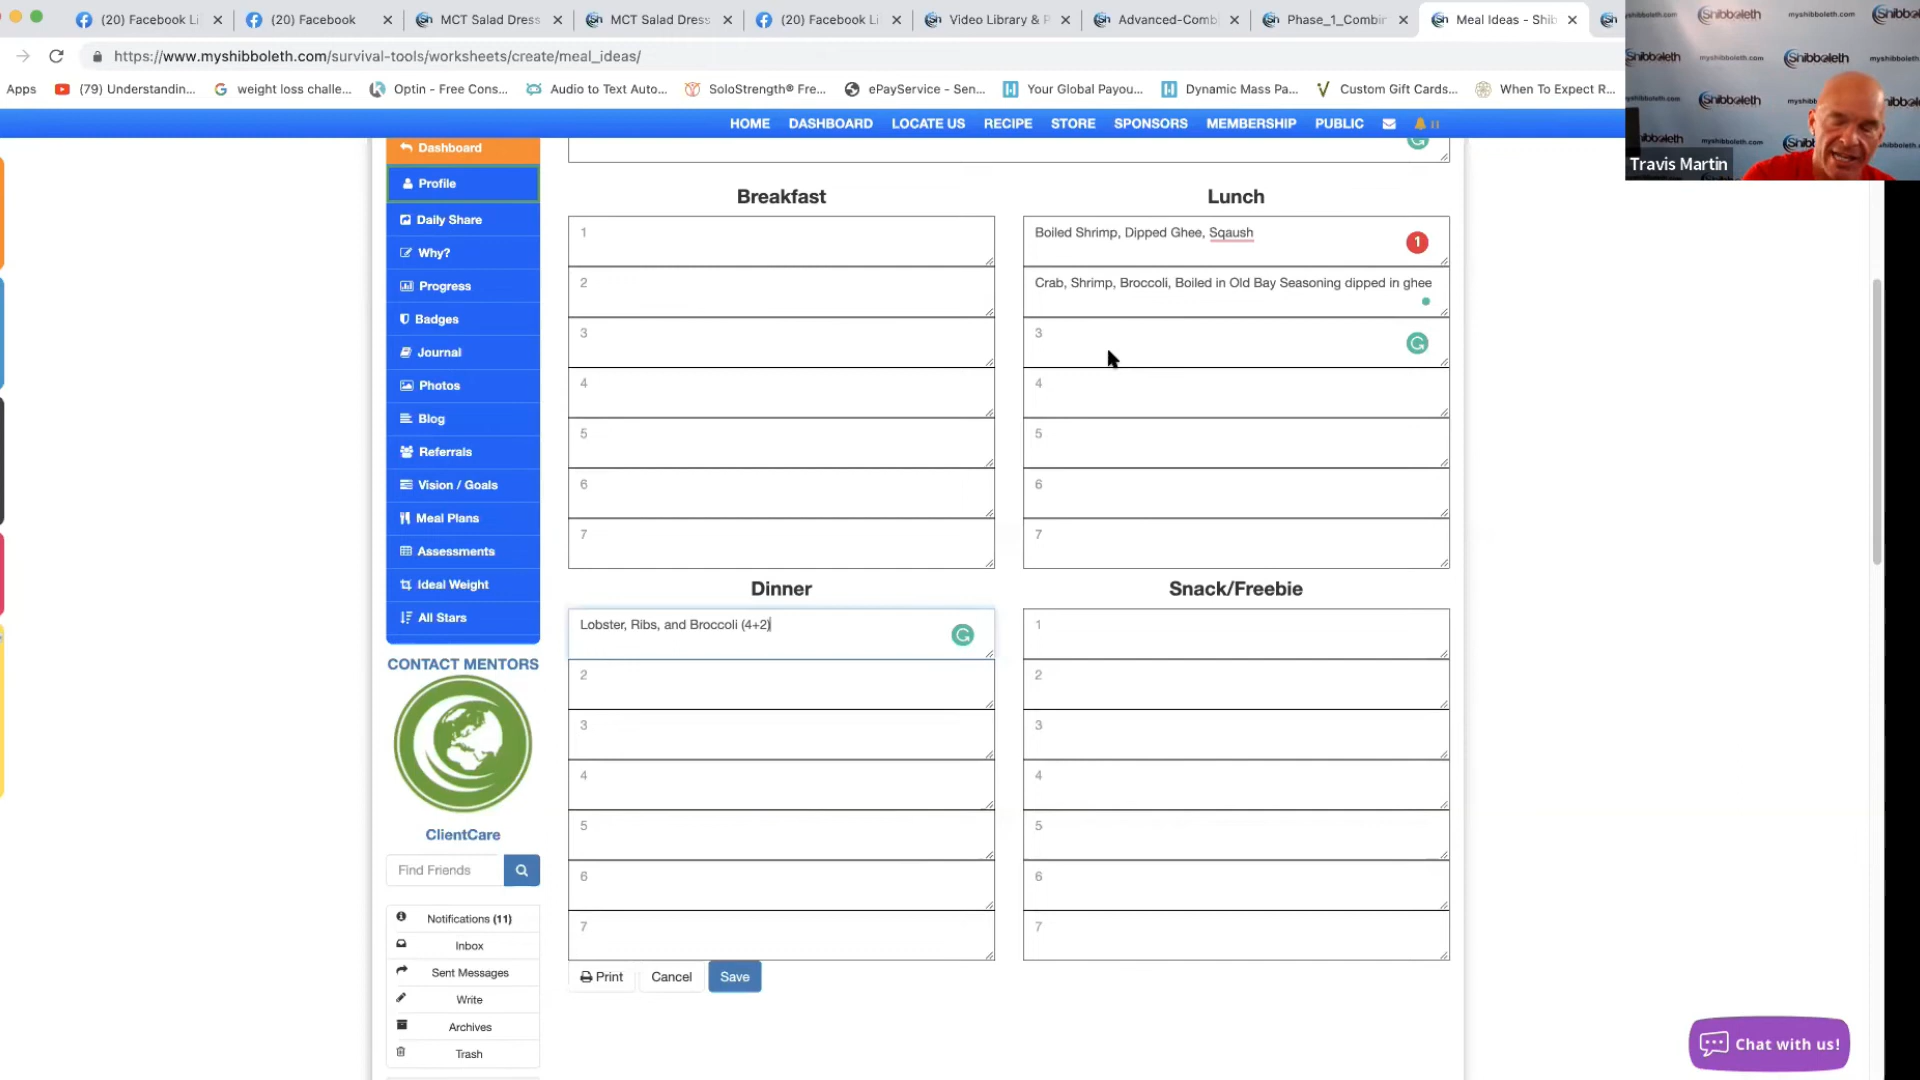 (20) Facebook Li
(20) Facebook
MCT Salad Dress
MCT Salad Dress
(20) Facebook Li
Video Library & P
Advanced-Comb
Phase_1_Combin
Meal Ideas - Shib
https://www.myshibboleth.com/survival-tools/worksheets/create/meal_ideas/
Apps
(79) Understandin...
weight loss challe...
Optin - Free Cons...
Audio to Text Auto...
SoloStrength® Fre...
ePayService - Sen...
Your Global Payou...
Dynamic Mass Pa...
Custom Gift Cards...
When To Expect R...
HOME
DASHBOARD
LOCATE US
RECIPE
STORE
SPONSORS
MEMBERSHIP
PUBLIC
11
Shibboleth
myshibboleth.com
Travis Martin
Dashboard
Profile
Daily Share
Why?
Progress
Badges
Journal
Photos
Blog
Referrals
Vision / Goals
Meal Plans
Assessments
Ideal Weight
All Stars
CONTACT MENTORS
ClientCare
Find Friends
Notifications (11)
Inbox
Sent Messages
Write
Archives
Trash
Breakfast
1
2
3
4
5
6
7
Lunch
Boiled Shrimp, Dipped Ghee, Sqaush
1
Crab, Shrimp, Broccoli, Boiled in Old Bay Seasoning dipped in ghee
3
4
5
6
7
Dinner
Lobster, Ribs, and Broccoli (4+2)
2
3
4
5
6
7
Snack/Freebie
1
2
3
4
5
6
7
Print
Cancel
Save
Chat with us!